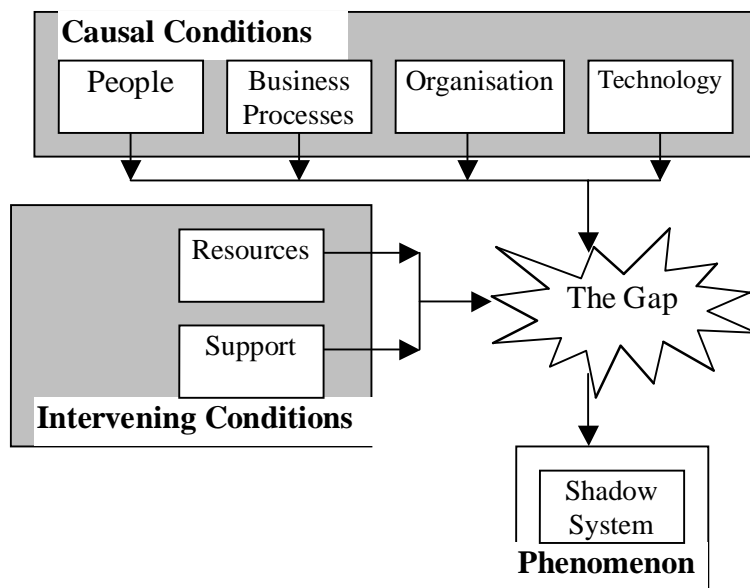 Causal Conditions
People
Business
Processes
Organisation
Technology
Resources
Support
Intervening Conditions
The Gap
Shadow
System
Phenomenon